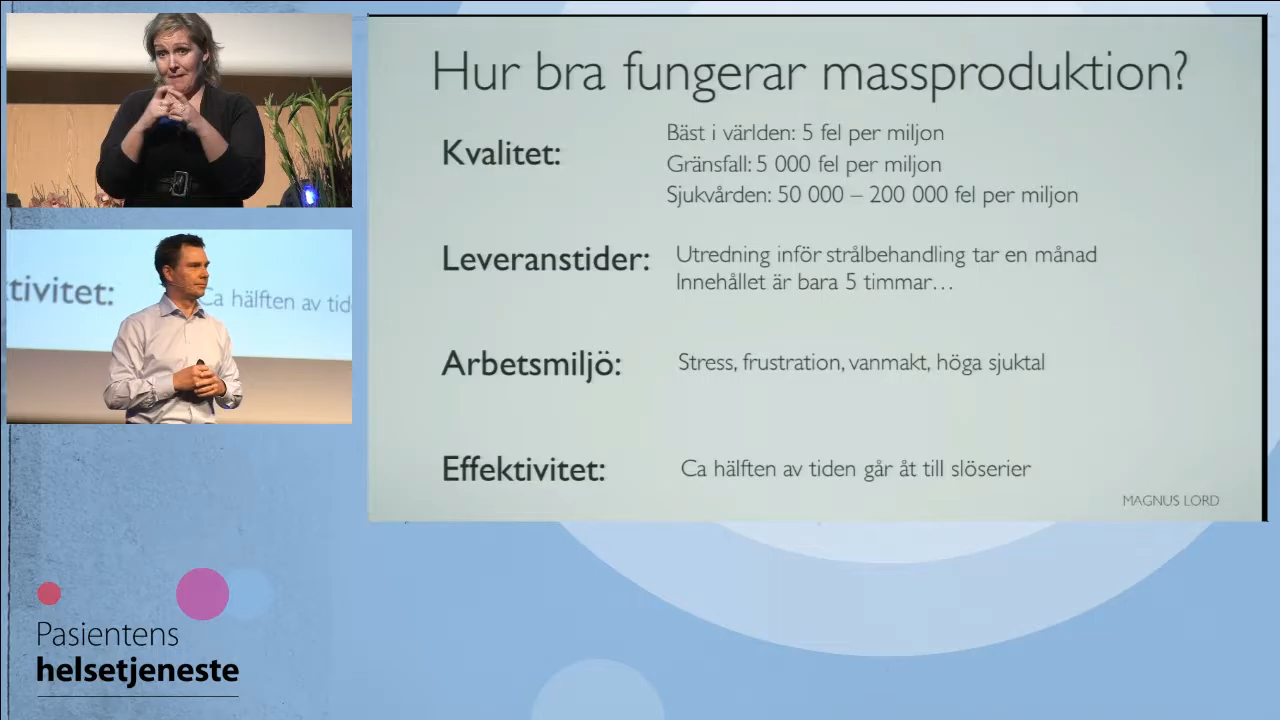 Hur bra fungerar massproduktion?
Kvalitet:
Bäst i världen: 5 fel per miljon
Gränsfall: 5 000 fel per miljon
Sjukvården: 50 000 – 200 000 fel per miljon
Leveranstider:
Utredning inför strålbehandling tar en månad
Innehållet är bara 5 timmar…
Arbetsmiljö:
Stress, frustration, vanmakt, höga sjuktal
Effektivitet:
Ca hälften av tiden går åt till slöserier
MAGNUS LORD
tivitet:
Ca hälften av tid
Pasientens
helsetjeneste